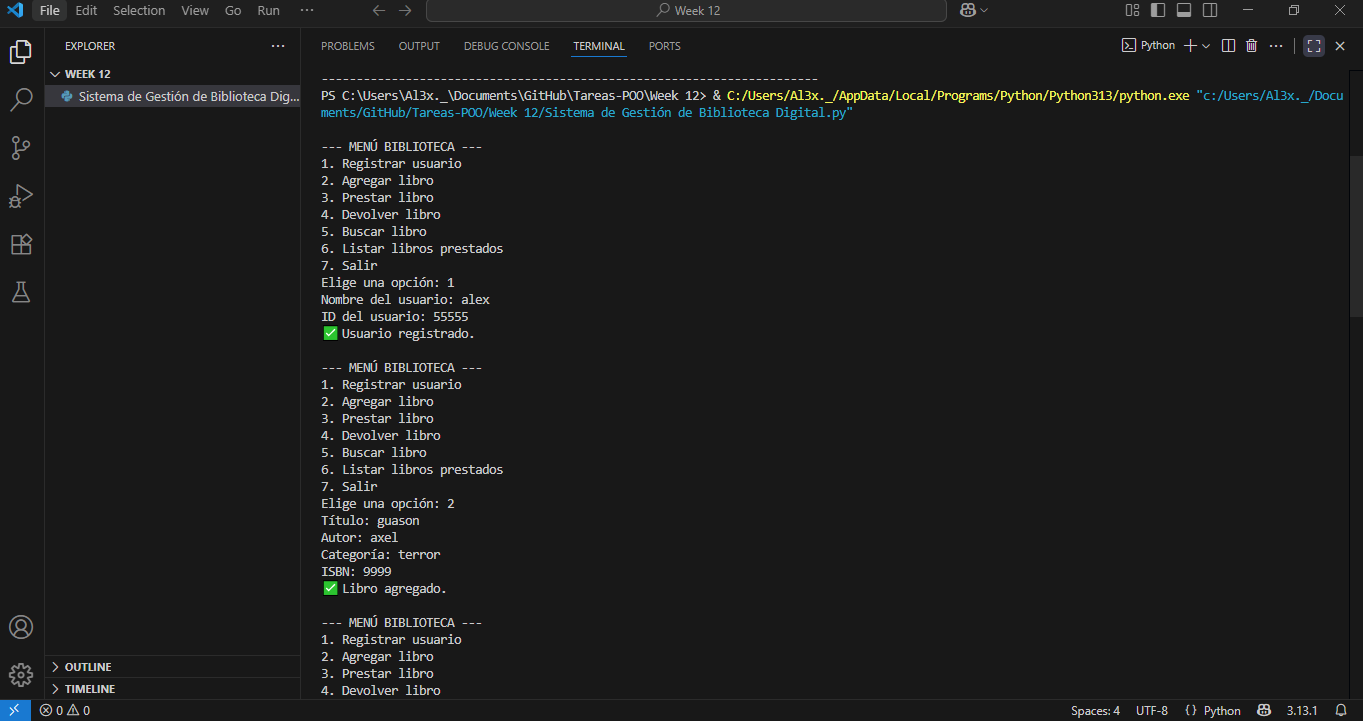 File Edit Selection View Go Run ··· Week 12
EXPLORER ···
WEEK 12
Sistema de Gestión de Biblioteca Dig...
OUTLINE
TIMELINE
PROBLEMS OUTPUT DEBUG CONSOLE TERMINAL PORTS Python ···
-----------------------------------------------------------------------
PS C:\Users\Al3x._\Documents\GitHub\Tareas-POO\Week 12> & C:/Users/Al3x._/AppData/Local/Programs/Python/Python313/python.exe "c:/Users/Al3x._/Docu
ments/GitHub/Tareas-POO/Week 12/Sistema de Gestión de Biblioteca Digital.py"
--- MENÚ BIBLIOTECA ---
1. Registrar usuario
2. Agregar libro
3. Prestar libro
4. Devolver libro
5. Buscar libro
6. Listar libros prestados
7. Salir
Elige una opción: 1
Nombre del usuario: alex
ID del usuario: 55555
✅ Usuario registrado.
--- MENÚ BIBLIOTECA ---
1. Registrar usuario
2. Agregar libro
3. Prestar libro
4. Devolver libro
5. Buscar libro
6. Listar libros prestados
7. Salir
Elige una opción: 2
Título: guason
Autor: axel
Categoría: terror
ISBN: 9999
✅ Libro agregado.
--- MENÚ BIBLIOTECA ---
1. Registrar usuario
2. Agregar libro
3. Prestar libro
4. Devolver libro
0 0 Spaces: 4 UTF-8 {} Python 3.13.1